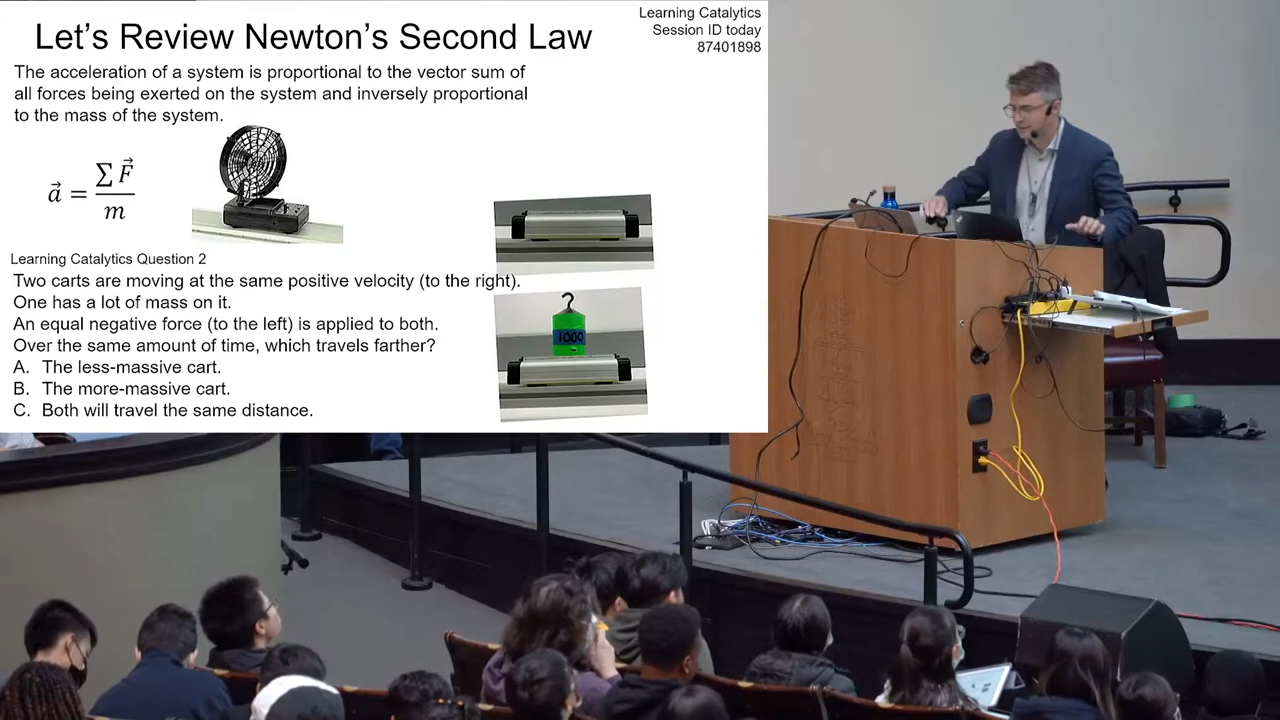 Let's Review Newton's Second Law
Learning Catalytics
Session ID today
87401898
The acceleration of a system is proportional to the vector sum of
all forces being exerted on the system and inversely proportional
to the mass of the system.
a⃗ = ∑ F⃗ / m
Learning Catalytics Question 2
Two carts are moving at the same positive velocity (to the right).
One has a lot of mass on it.
An equal negative force (to the left) is applied to both.
Over the same amount of time, which travels farther?
A. The less-massive cart.
B. The more-massive cart.
C. Both will travel the same distance.
1000